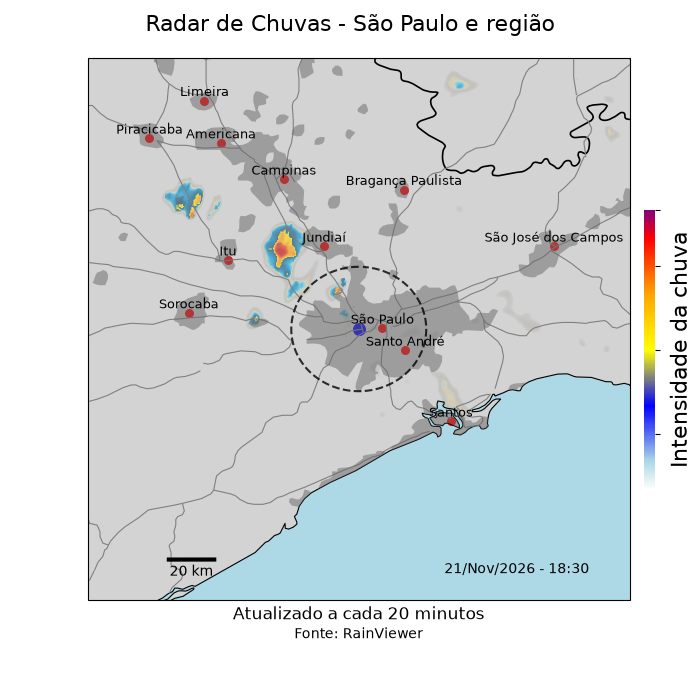 Radar de Chuvas - São Paulo e região
Limeira
Piracicaba
Americana
Campinas
Bragança Paulista
Jundiaí
São José dos Campos
Itu
Sorocaba
São Paulo
Santo André
Santos
Intensidade da chuva
20 km
21/Nov/2026 - 18:30
Atualizado a cada 20 minutos
Fonte: RainViewer